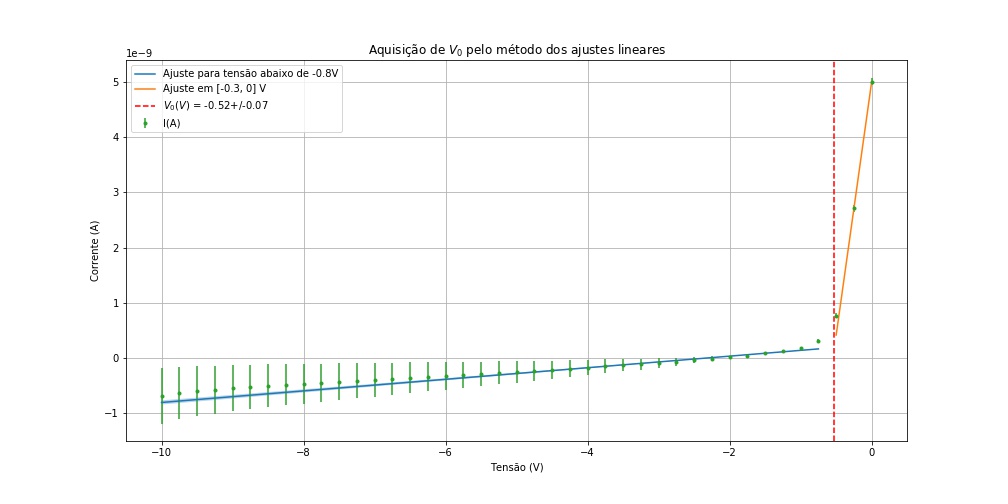 Aquisição de V₀ pelo método dos ajustes lineares
1e−9
Ajuste para tensão abaixo de -0.8V
Ajuste em [-0.3, 0] V
V₀(V) = -0.52+/-0.07
I(A)
5
4
3
2
1
0
−1
Corrente (A)
−10 −8 −6 −4 −2 0
Tensão (V)